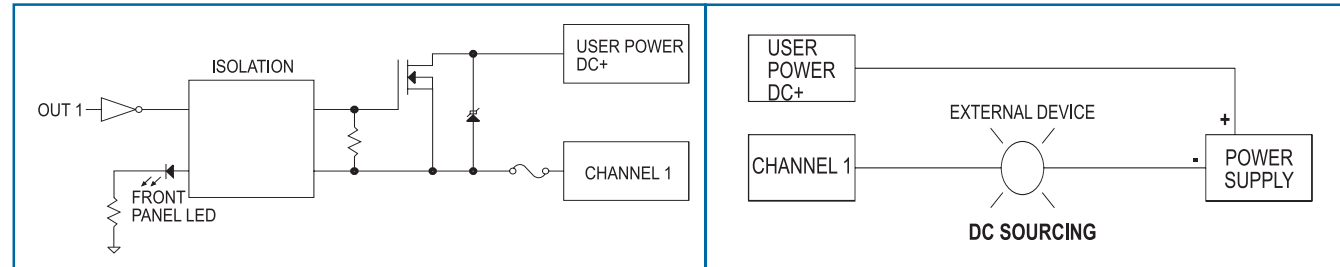 ISOLATION
OUT 1
FRONT
PANEL LED
USER POWER
DC+
CHANNEL 1
USER
POWER
DC+
EXTERNAL DEVICE
CHANNEL 1
+
-
POWER
SUPPLY
DC SOURCING